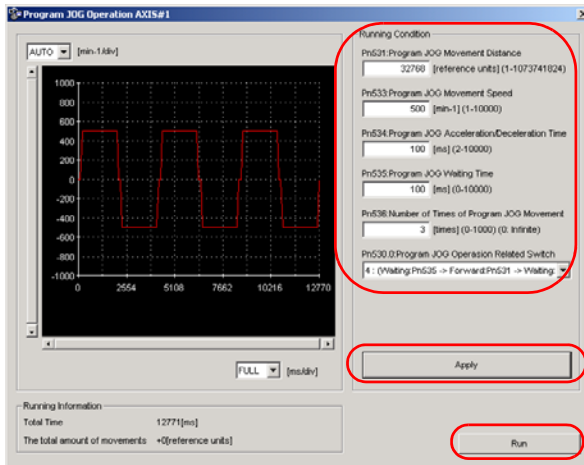 Program JOG Operation AXIS#1
AUTO [min-1/div]
1000
800
600
400
200
0
-200
-400
-600
-800
-1000
0 2554 5108 7662 10216 12770
FULL [ms/div]
Running Condition
Pn531:Program JOG Movement Distance
32768 [reference units] (1-1073741824)
Pn533:Program JOG Movement Speed
500 [min-1] (1-10000)
Pn534:Program JOG Acceleration/Deceleration Time
100 [ms] (2-10000)
Pn535:Program JOG Waiting Time
100 [ms] (0-10000)
Pn536:Number of Times of Program JOG Movement
3 [times] (0-1000) (0: Infinite)
Pn530.0:Program JOG Operasion Related Switch
4 : (Waiting:Pn535 -> Forward:Pn531 -> Waiting:
Apply
Running Information
Total Time 12771[ms]
The total amount of movements +0[reference units]
Run